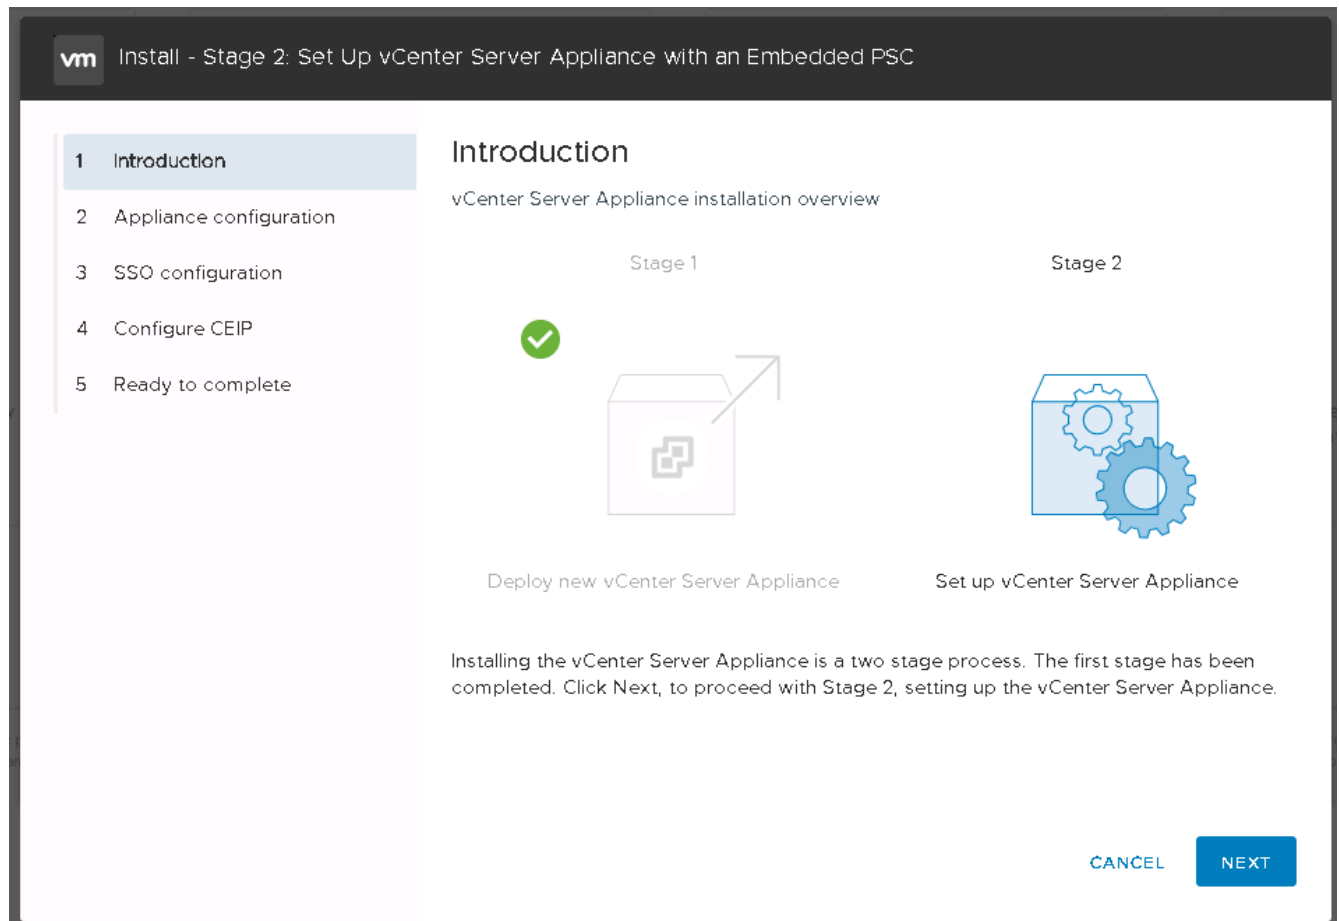 vm Install - Stage 2: Set Up vCenter Server Appliance with an Embedded PSC
1 Introduction
2 Appliance configuration
3 SSO configuration
4 Configure CEIP
5 Ready to complete
Introduction
vCenter Server Appliance installation overview
Stage 1
Stage 2
Deploy new vCenter Server Appliance
Set up vCenter Server Appliance
Installing the vCenter Server Appliance is a two stage process. The first stage has been
completed. Click Next, to proceed with Stage 2, setting up the vCenter Server Appliance.
CANCEL
NEXT